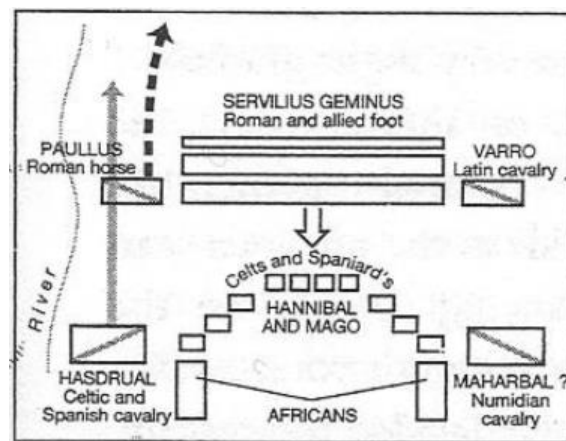 SERVILIUS GEMINUS
Roman and allied foot
PAULLUS
Roman horse
VARRO
Latin cavalry
Celts and Spaniard's
HANNIBAL
AND MAGO
River
HASDRUAL
Celtic and
Spanish cavalry
AFRICANS
MAHARBAL ?
Numidian
cavalry